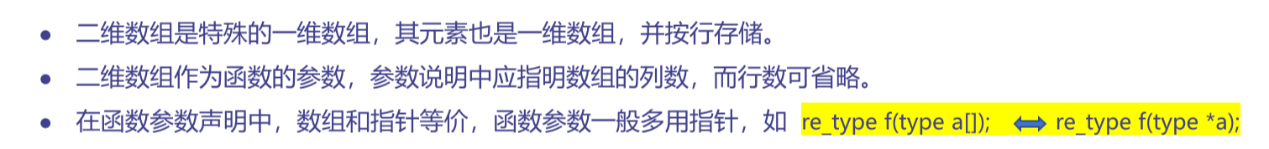 ● 二维数组是特殊的一维数组，其元素也是一维数组，并按行存储。
● 二维数组作为函数的参数，参数说明中应指明数组的列数，而行数可省略。
● 在函数参数声明中，数组和指针等价，函数参数一般多用指针，如 re_type f(type a[]); ⟺ re_type f(type *a);